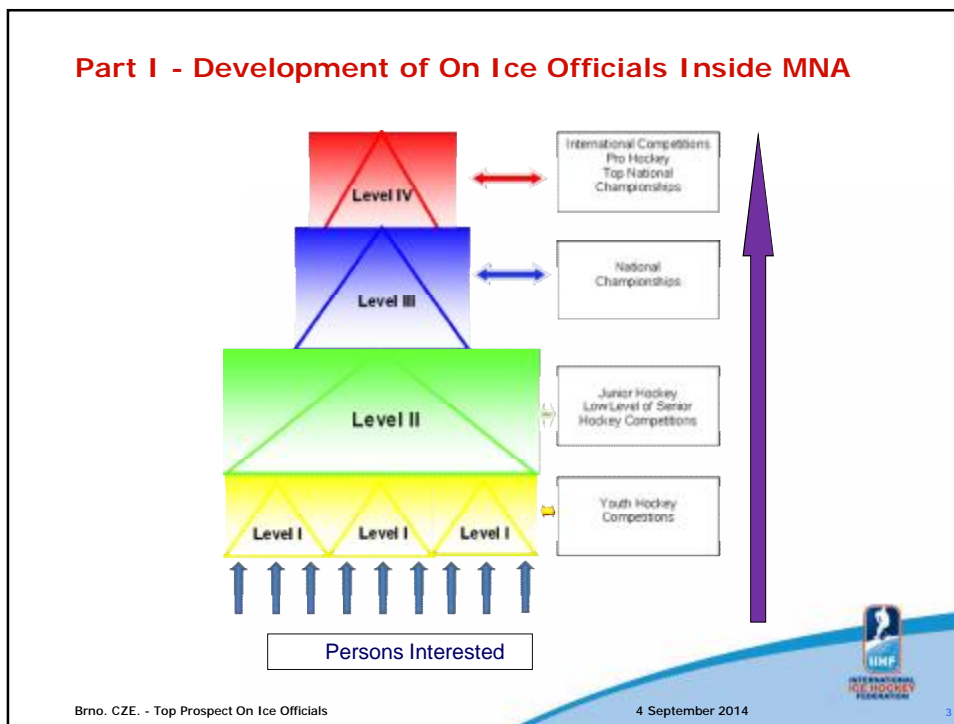 Part I - Development of On Ice Officials Inside MNA
Level IV
International Competitions
Pro Hockey
Top National
Championships
Level III
National
Championships
Level II
Junior Hockey
Low Level of Senior
Hockey Competitions
Level I
Level I
Level I
Youth Hockey
Competitions
Persons Interested
IIHF
INTERNATIONAL
ICE HOCKEY
FEDERATION
Brno. CZE. - Top Prospect On Ice Officials
4 September 2014
3